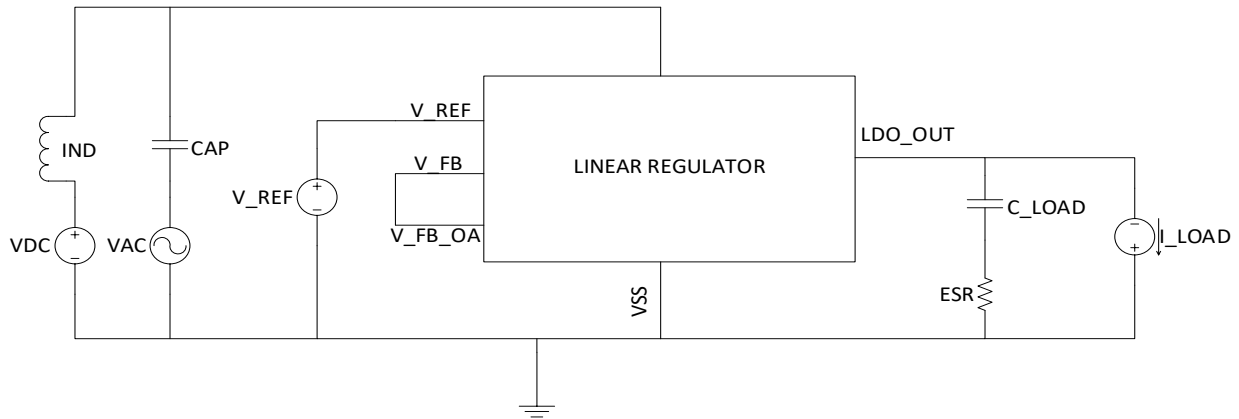 V_REF
LDO_OUT
IND
CAP
V_FB
LINEAR REGULATOR
V_REF
C_LOAD
V_FB_OA
VDC
VAC
I_LOAD
ESR
VSS